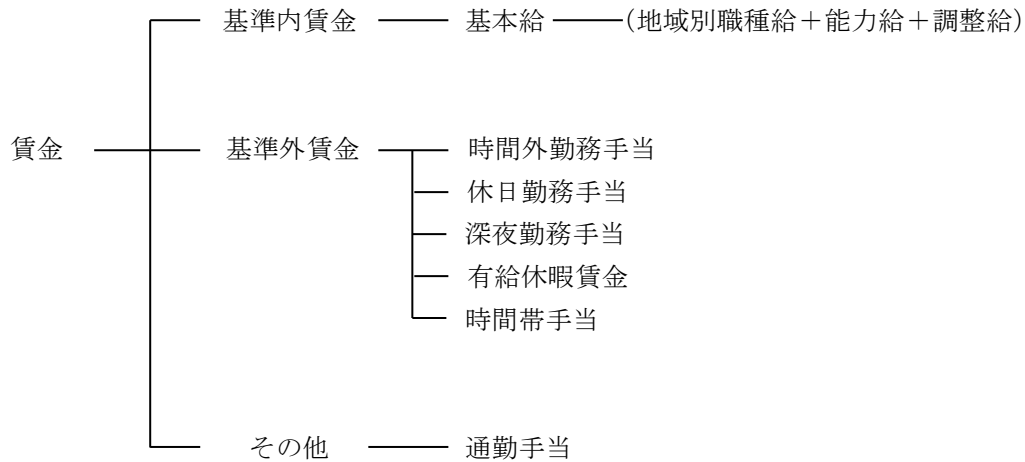 基準内賃金 基本給 (地域別職種給+能力給+調整給)
賃金 基準外賃金 時間外勤務手当
休日勤務手当
深夜勤務手当
有給休暇賃金
時間帯手当
その他 通勤手当